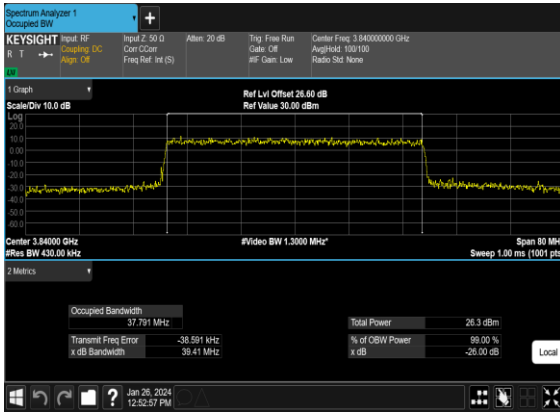 Spectrum Analyzer 1
Occupied BW
KEYSIGHT
R T
LW
Input: RF
Coupling: DC
Align: Off
Input Z: 50 Ω
Corr CCorr
Freq Ref: Int (S)
Atten: 20 dB
Trig: Free Run
Gate: Off
#IF Gain: Low
Center Freq: 3.840000000 GHz
Avg|Hold: 100/100
Radio Std: None
1 Graph
Scale/Div 10.0 dB
Ref Lvl Offset 26.60 dB
Ref Value 30.00 dBm
Log
20.0
10.0
0.00
-10.0
-20.0
-30.0
-40.0
-50.0
-60.0
Center 3.84000 GHz
#Video BW 1.3000 MHz*
Span 80 MH
#Res BW 430.00 kHz
Sweep 1.00 ms (1001 pts
2 Metrics
Occupied Bandwidth
37.791 MHz
Total Power 26.3 dBm
Transmit Freq Error -38.591 kHz
% of OBW Power 99.00 %
x dB Bandwidth 39.41 MHz
x dB -26.00 dB
Local
?
Jan 26, 2024
12:52:57 PM